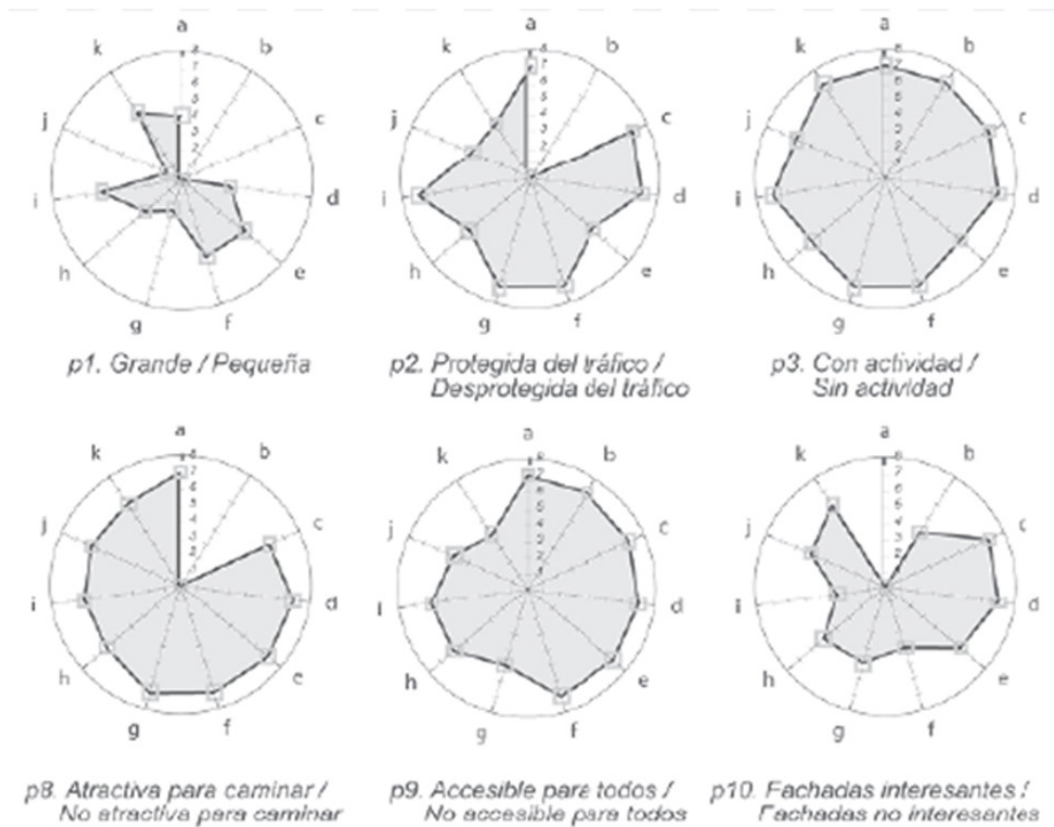 a
b
c
d
e
f
g
h
i
j
k
p1. Grande / Pequeña
a
b
c
d
e
f
g
h
i
j
k
p2. Protegida del tráfico /
Desprotegida del tráfico
a
b
c
d
e
f
g
h
i
j
k
p3. Con actividad /
Sin actividad
a
b
c
d
e
f
g
h
i
j
k
p8. Atractiva para caminar /
No atractiva para caminar
a
b
c
d
e
f
g
h
i
j
k
p9. Accesible para todos /
No accesible para todos
a
b
c
d
e
f
g
h
i
j
k
p10. Fachadas interesantes /
Fachadas no interesantes